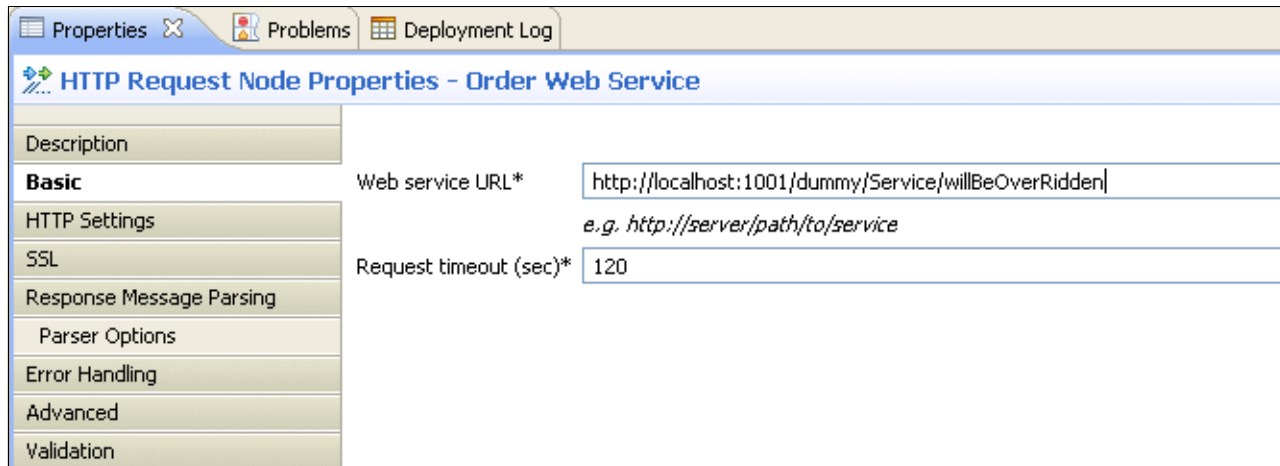 Properties Problems Deployment Log
HTTP Request Node Properties - Order Web Service
Description
Basic
Web service URL* http://localhost:1001/dummy/Service/willBeOverRidden
HTTP Settings
e.g. http://server/path/to/service
SSL
Request timeout (sec)* 120
Response Message Parsing
Parser Options
Error Handling
Advanced
Validation